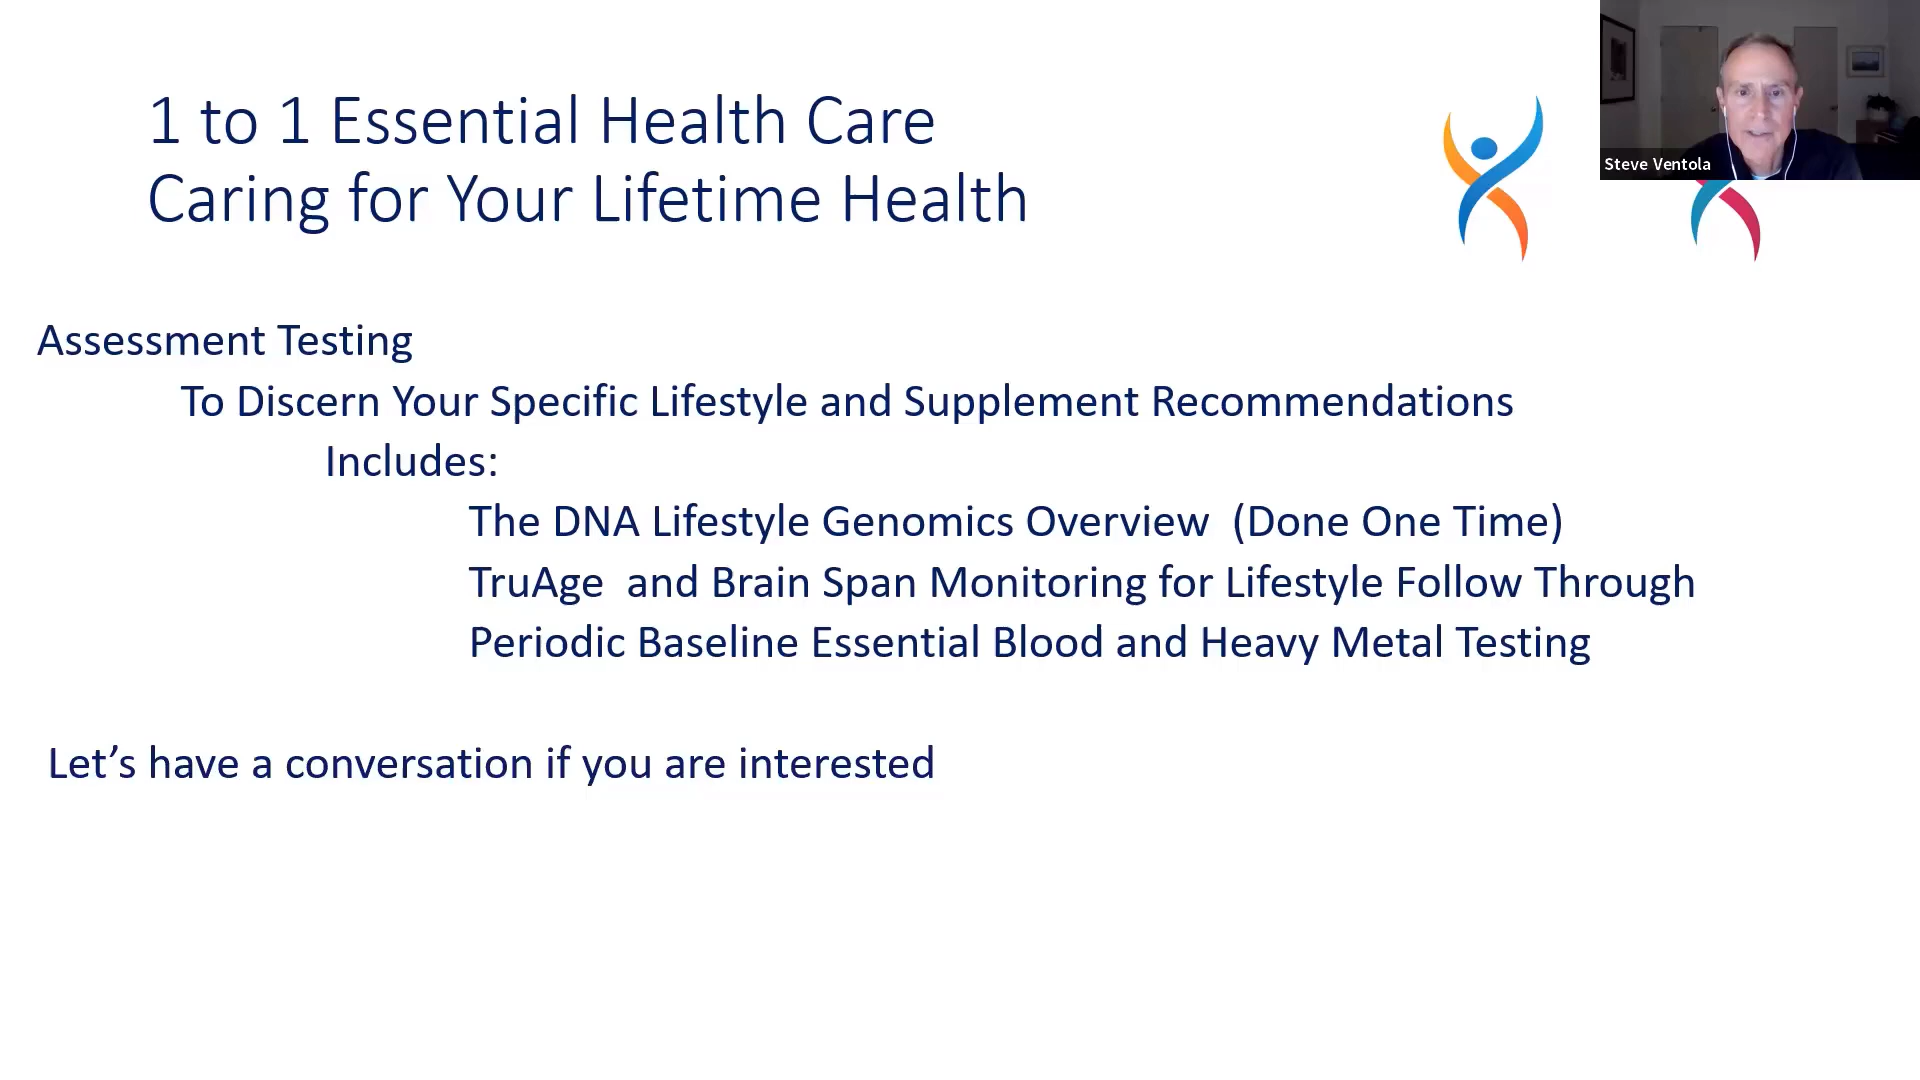 1 to 1 Essential Health Care
Caring for Your Lifetime Health
Steve Ventola
Assessment Testing
To Discern Your Specific Lifestyle and Supplement Recommendations
Includes:
The DNA Lifestyle Genomics Overview  (Done One Time)
TruAge  and Brain Span Monitoring for Lifestyle Follow Through
Periodic Baseline Essential Blood and Heavy Metal Testing
Let’s have a conversation if you are interested